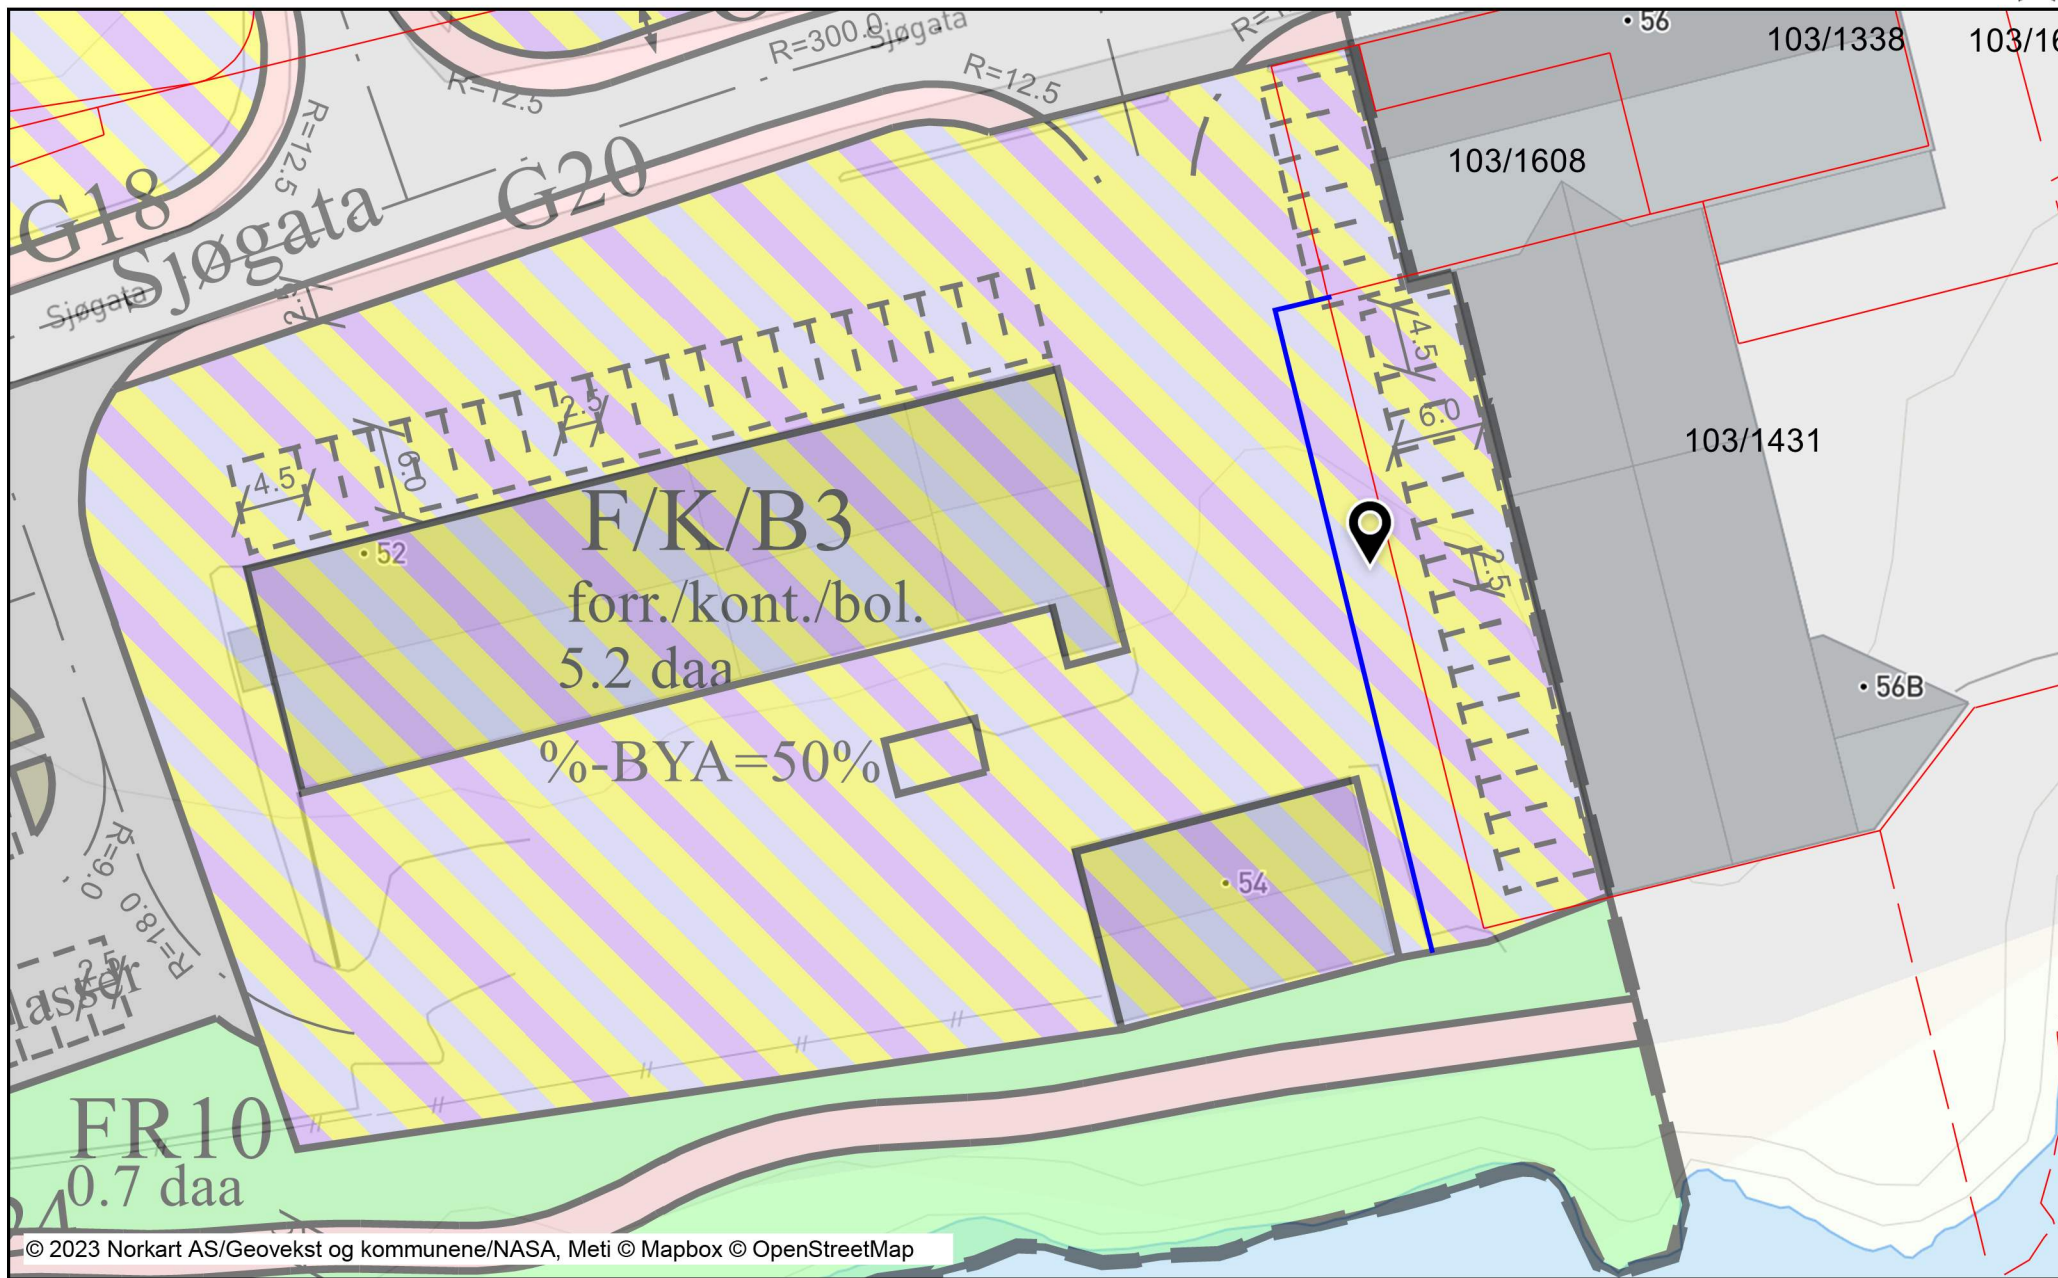 56
103/1338
R=300.0
Sjøgata
R=12.5
R=12.5
103/1608
R=12.5
G18
G20
Sjøgata
Sjøgata
2.5
4.5
2.5
6.0
103/1431
4.5
6.0
F/K/B3
52
2.5
forr./kont./bol.
5.2 daa
56B
%-BYA=50%
54
R=9.0
R=18.0
2.5
lasser
FR10
0.7 daa
© 2023 Norkart AS/Geovekst og kommunene/NASA, Meti © Mapbox © OpenStreetMap